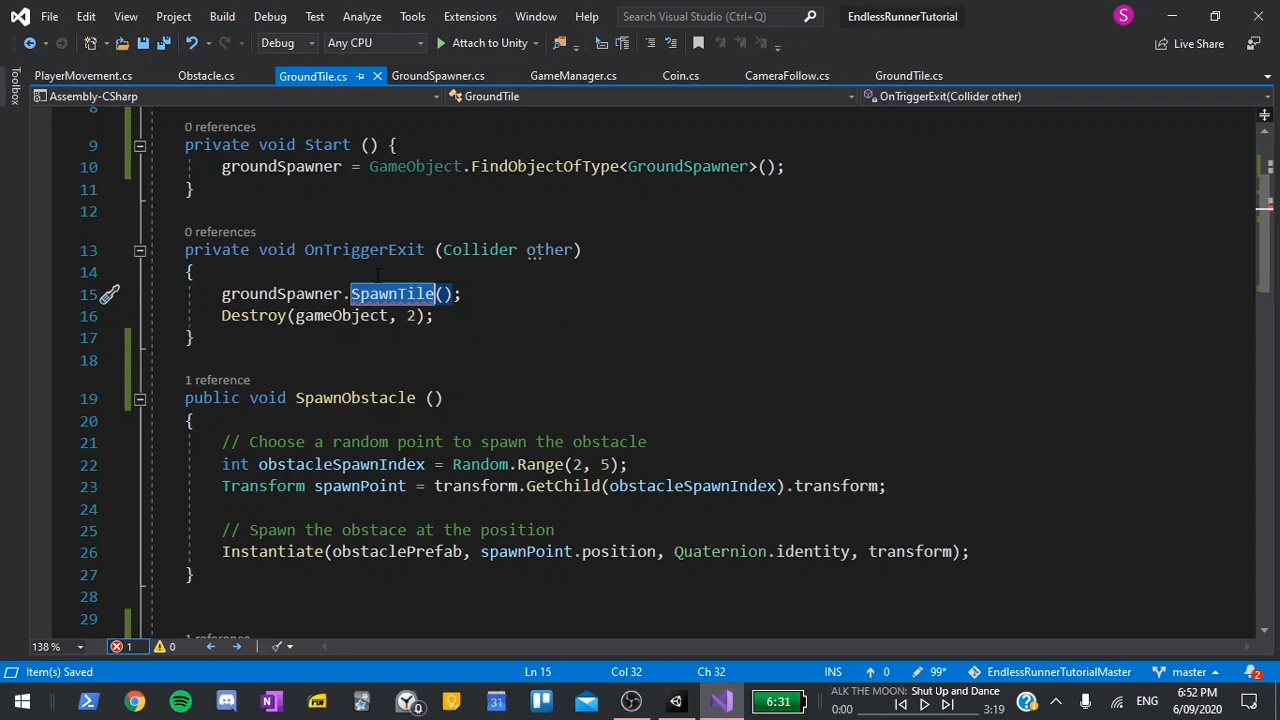 File Edit View Project Build Debug Test Analyze Tools Extensions Window Help Search Visual Studio (Ctrl+Q) EndlessRunnerTutorial S
Debug Any CPU Attach to Unity Live Share
PlayerMovement.cs Obstacle.cs GroundTile.cs GroundSpawner.cs GameManager.cs Coin.cs CameraFollow.cs GroundTile.cs
Toolbox
Assembly-CSharp GroundTile OnTriggerExit(Collider other)
8
0 references
9 private void Start () {
10 groundSpawner = GameObject.FindObjectOfType<GroundSpawner>();
11 }
12
0 references
13 private void OnTriggerExit (Collider other)
14 {
15 groundSpawner.SpawnTile();
16 Destroy(gameObject, 2);
17 }
18
1 reference
19 public void SpawnObstacle ()
20 {
21 // Choose a random point to spawn the obstacle
22 int obstacleSpawnIndex = Random.Range(2, 5);
23 Transform spawnPoint = transform.GetChild(obstacleSpawnIndex).transform;
24
25 // Spawn the obstace at the position
26 Instantiate(obstaclePrefab, spawnPoint.position, Quaternion.identity, transform);
27 }
28
29
1 reference
138 % 1 0
Item(s) Saved Ln 15 Col 32 Ch 32 INS 0 99* EndlessRunnerTutorialMaster master 2
6:31 ALK THE MOON: Shut Up and Dance 0:00 3:19 ENG 6:52 PM 6/09/2020